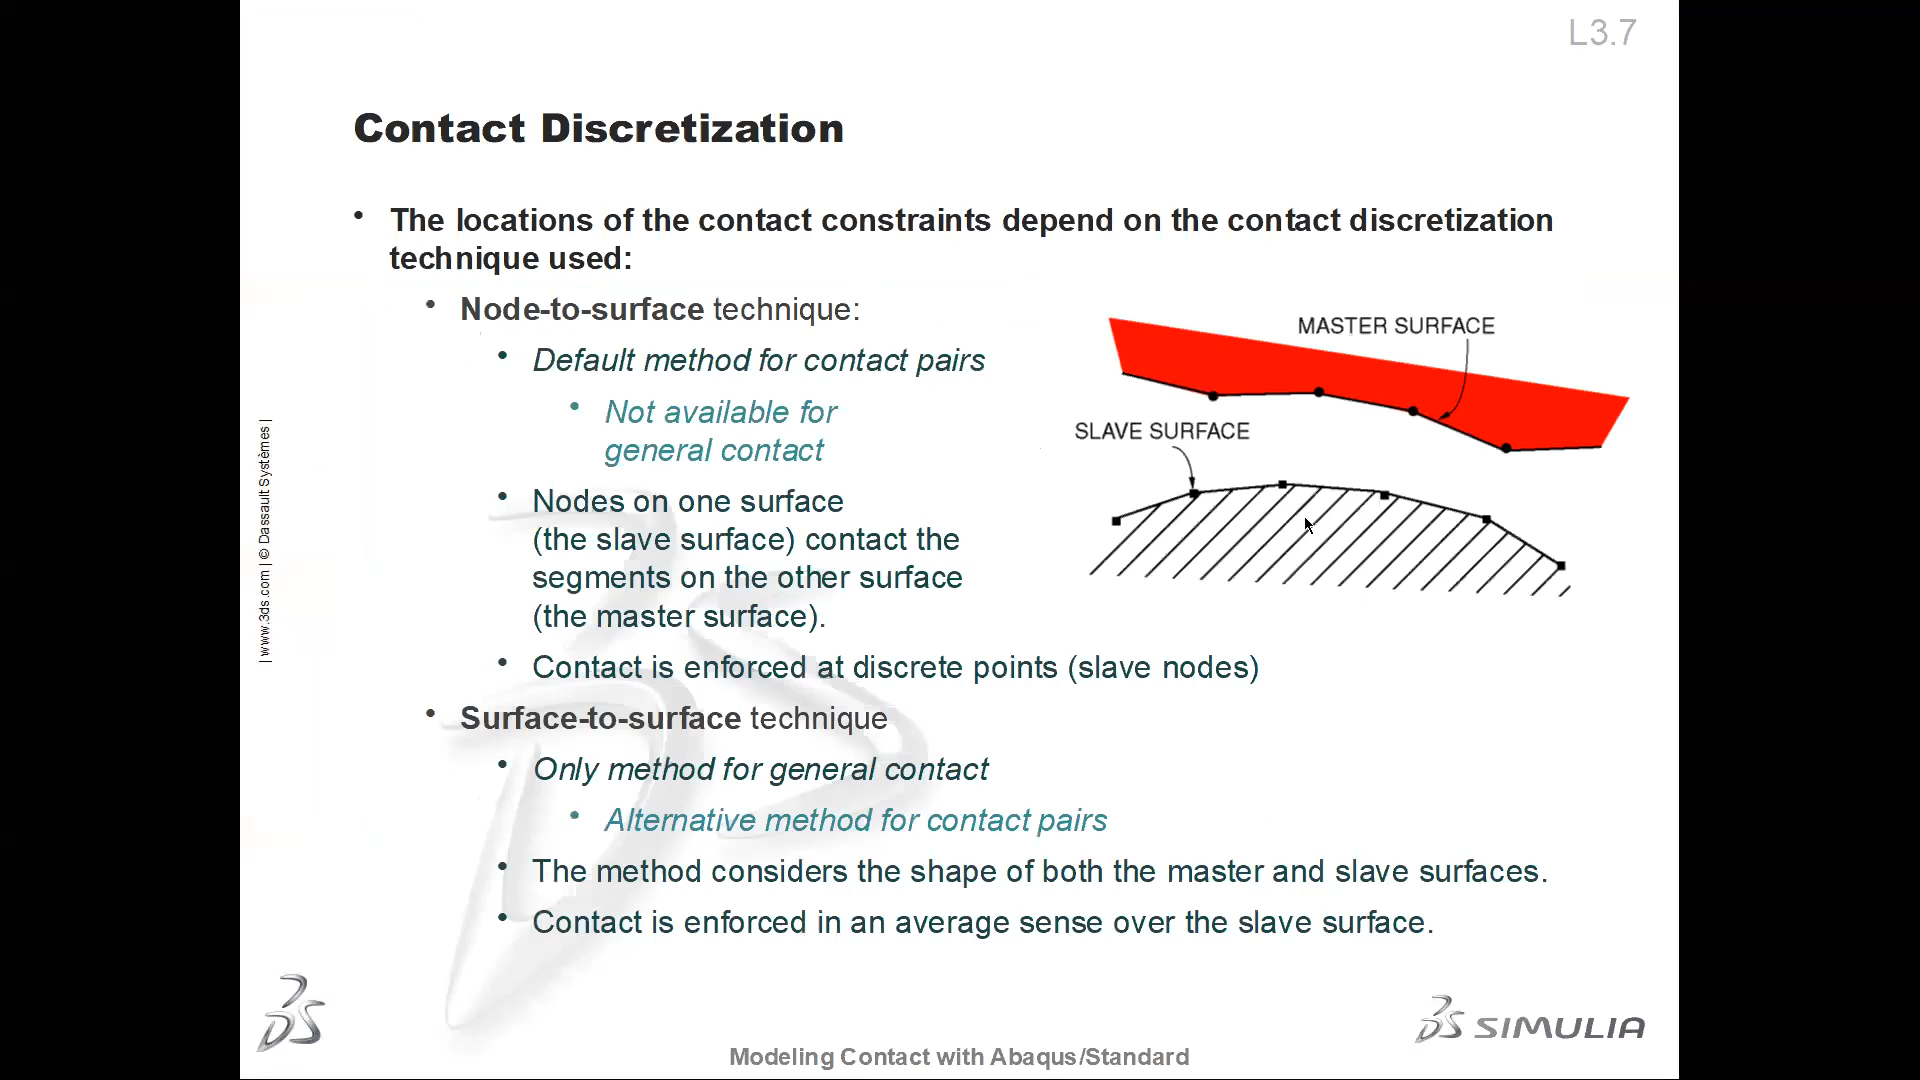 L3.7
Contact Discretization
• The locations of the contact constraints depend on the contact discretization
technique used:
• Node-to-surface technique:
• Default method for contact pairs
• Not available for
general contact
• Nodes on one surface
(the slave surface) contact the
segments on the other surface
(the master surface).
• Contact is enforced at discrete points (slave nodes)
• Surface-to-surface technique
• Only method for general contact
• Alternative method for contact pairs
• The method considers the shape of both the master and slave surfaces.
• Contact is enforced in an average sense over the slave surface.
MASTER SURFACE
SLAVE SURFACE
| www.3ds.com | © Dassault Systèmes |
SIMULIA
Modeling Contact with Abaqus/Standard